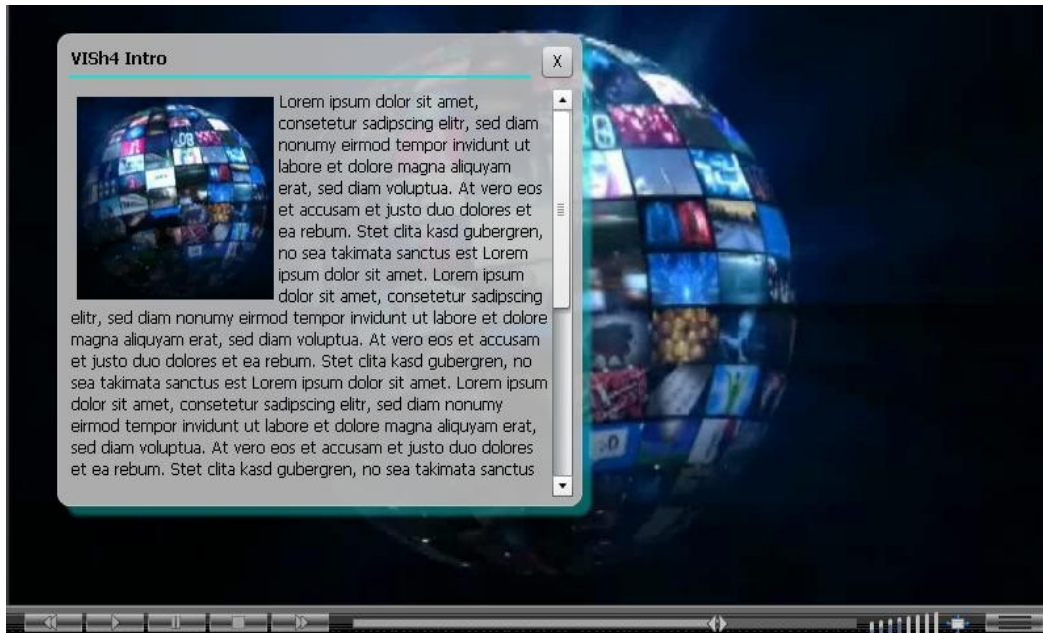 VISh4 Intro
X
Lorem ipsum dolor sit amet,
consetetur sadipscing elitr, sed diam
nonumy eirmod tempor invidunt ut
labore et dolore magna aliquyam
erat, sed diam voluptua. At vero eos
et accusam et justo duo dolores et
ea rebum. Stet clita kasd gubergren,
no sea takimata sanctus est Lorem
ipsum dolor sit amet. Lorem ipsum
dolor sit amet, consetetur sadipscing
elitr, sed diam nonumy eirmod tempor invidunt ut labore et dolore
magna aliquyam erat, sed diam voluptua. At vero eos et accusam
et justo duo dolores et ea rebum. Stet clita kasd gubergren, no
sea takimata sanctus est Lorem ipsum dolor sit amet. Lorem ipsum
dolor sit amet, consetetur sadipscing elitr, sed diam nonumy
eirmod tempor invidunt ut labore et dolore magna aliquyam erat,
sed diam voluptua. At vero eos et accusam et justo duo dolores
et ea rebum. Stet clita kasd gubergren, no sea takimata sanctus